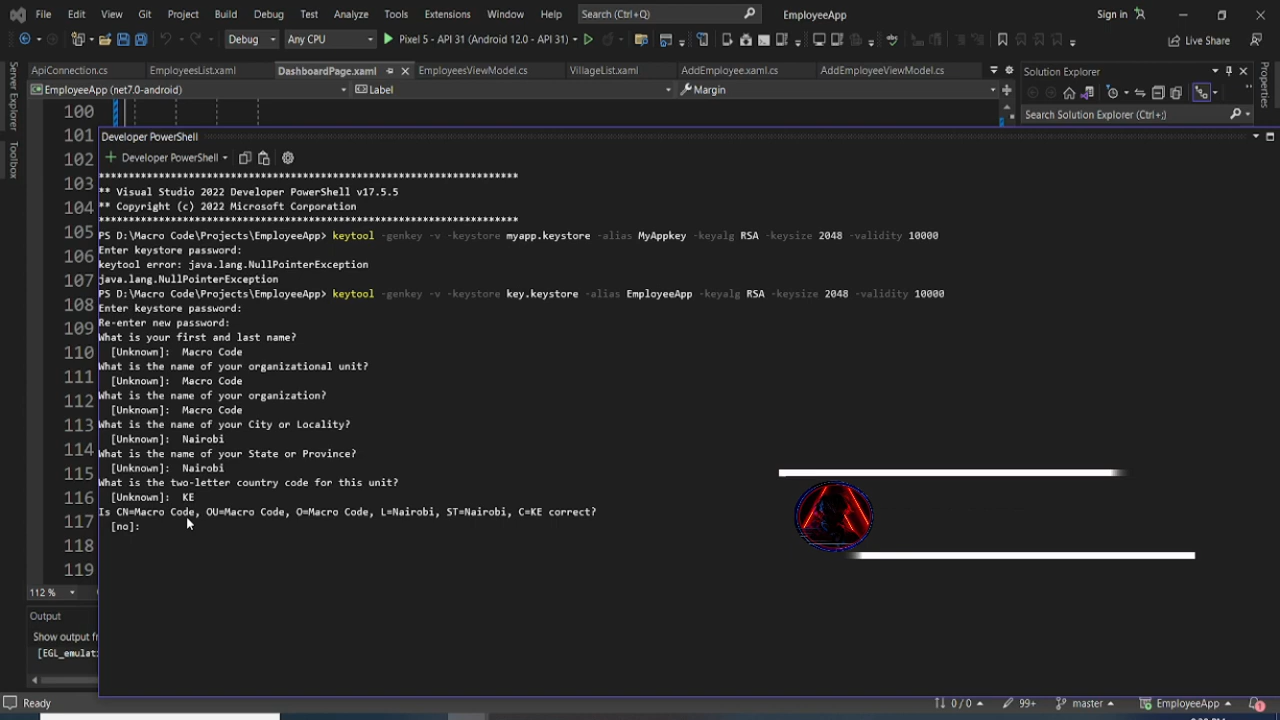 File Edit View Git Project Build Debug Test Analyze Tools Extensions Window Help Search (Ctrl+Q) EmployeeApp Sign in
Debug Any CPU Pixel 5 - API 31 (Android 12.0 - API 31) Live Share
ApiConnection.cs EmployeesList.xaml DashboardPage.xaml EmployeesViewModel.cs VillageList.xaml AddEmployee.xaml.cs AddEmployeeViewModel.cs Solution Explorer
EmployeeApp (net7.0-android) Label Margin
Search Solution Explorer (Ctrl+;)
Server Explorer
Toolbox
Properties
100
101
102
103
104
105
106
107
108
109
110
111
112
113
114
115
116
117
118
119
Developer PowerShell
Developer PowerShell
**********************************************************************
** Visual Studio 2022 Developer PowerShell v17.5.5
** Copyright (c) 2022 Microsoft Corporation
**********************************************************************
PS D:\Macro Code\Projects\EmployeeApp> keytool -genkey -v -keystore myapp.keystore -alias MyAppkey -keyalg RSA -keysize 2048 -validity 10000
Enter keystore password:
keytool error: java.lang.NullPointerException
java.lang.NullPointerException
PS D:\Macro Code\Projects\EmployeeApp> keytool -genkey -v -keystore key.keystore -alias EmployeeApp -keyalg RSA -keysize 2048 -validity 10000
Enter keystore password:
Re-enter new password:
What is your first and last name?
[Unknown]: Macro Code
What is the name of your organizational unit?
[Unknown]: Macro Code
What is the name of your organization?
[Unknown]: Macro Code
What is the name of your City or Locality?
[Unknown]: Nairobi
What is the name of your State or Province?
[Unknown]: Nairobi
What is the two-letter country code for this unit?
[Unknown]: KE
Is CN=Macro Code, OU=Macro Code, O=Macro Code, L=Nairobi, ST=Nairobi, C=KE correct?
[no]:
112 %
Output
Show output fr
[EGL_emulati
Ready 0 / 0 99+ master EmployeeApp 1